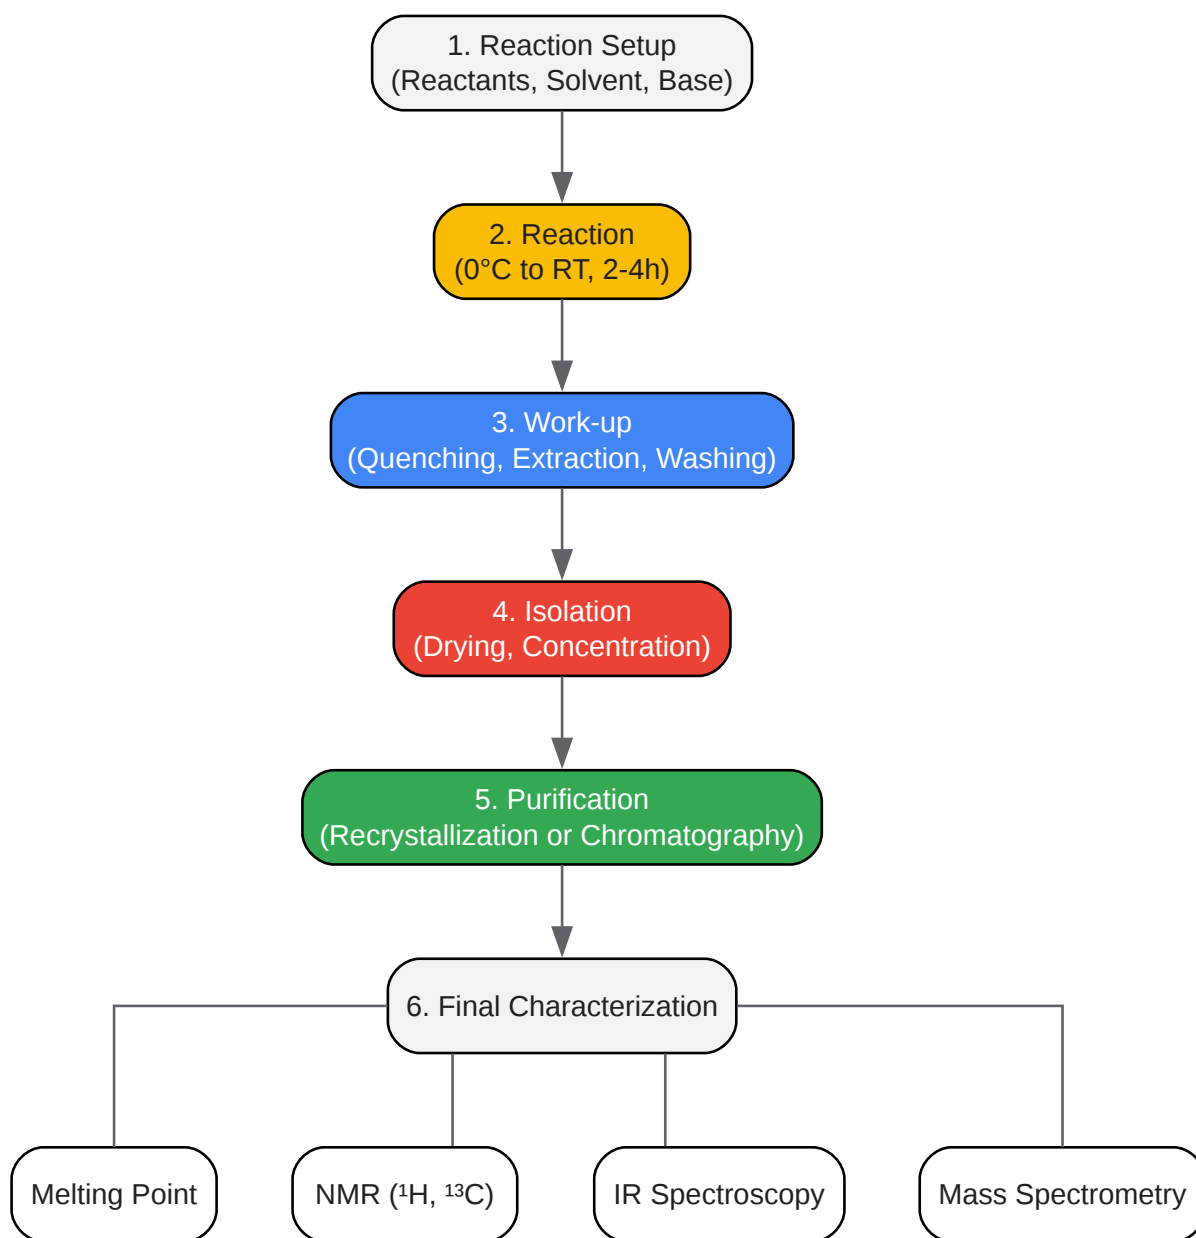 1. Reaction Setup
(Reactants, Solvent, Base)
2. Reaction
(0°C to RT, 2-4h)
3. Work-up
(Quenching, Extraction, Washing)
4. Isolation
(Drying, Concentration)
5. Purification
(Recrystallization or Chromatography)
6. Final Characterization
Melting Point
NMR (¹H, ¹³C)
IR Spectroscopy
Mass Spectrometry